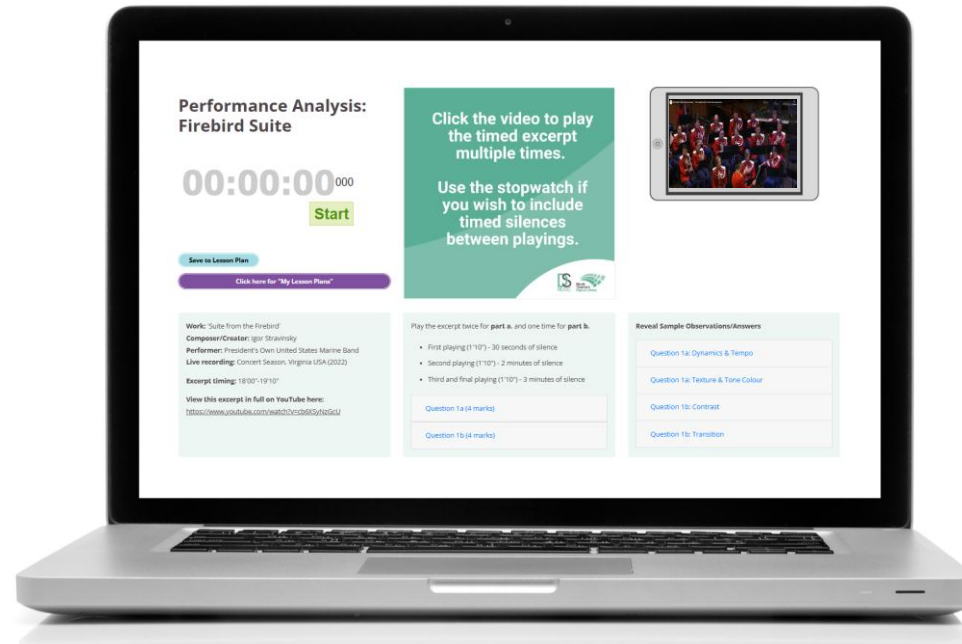 Performance Analysis:
Firebird Suite
00:00:00 000
Start
Save to Lesson Plan
Click here for "My Lesson Plans"
Click the video to play
the timed excerpt
multiple times.
Use the stopwatch if
you wish to include
timed silences
between playings.
Work: 'Suite from the Firebird'
Composer/Creator: Igor Stravinsky
Performer: President's Own United States Marine Band
Live recording: Concert Season, Virginia USA (2022)
Excerpt timing: 18'00"-19'10"
View this excerpt in full on YouTube here:
Play the excerpt twice for part a. and one time for part b.
• First playing (1'10") - 30 seconds of silence
• Second playing (1'10") - 2 minutes of silence
• Third and final playing (1'10") - 3 minutes of silence
Question 1a (4 marks)
Question 1b (4 marks)
Reveal Sample Observations/Answers
Question 1a: Dynamics & Tempo
Question 1a: Texture & Tone Colour
Question 1b: Contrast
Question 1b: Transition